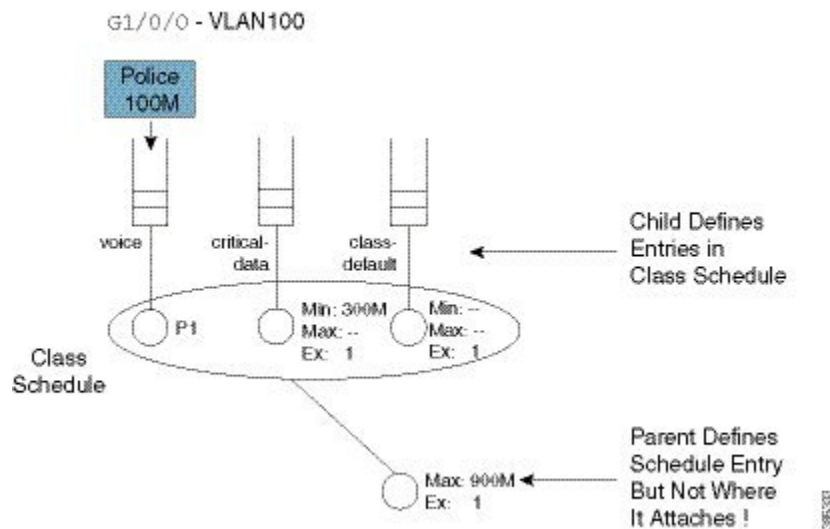 G1/0/0 - VLAN100
Police
100M
voice
critical-
data
class-
default
Child Defines
Entries in
Class Schedule
P1
Min: 300M
Max: --
Ex: 1
Min: --
Max: --
Ex: 1
Class
Schedule
Max: 900M
Ex: 1
Parent Defines
Schedule Entry
But Not Where
It Attaches !